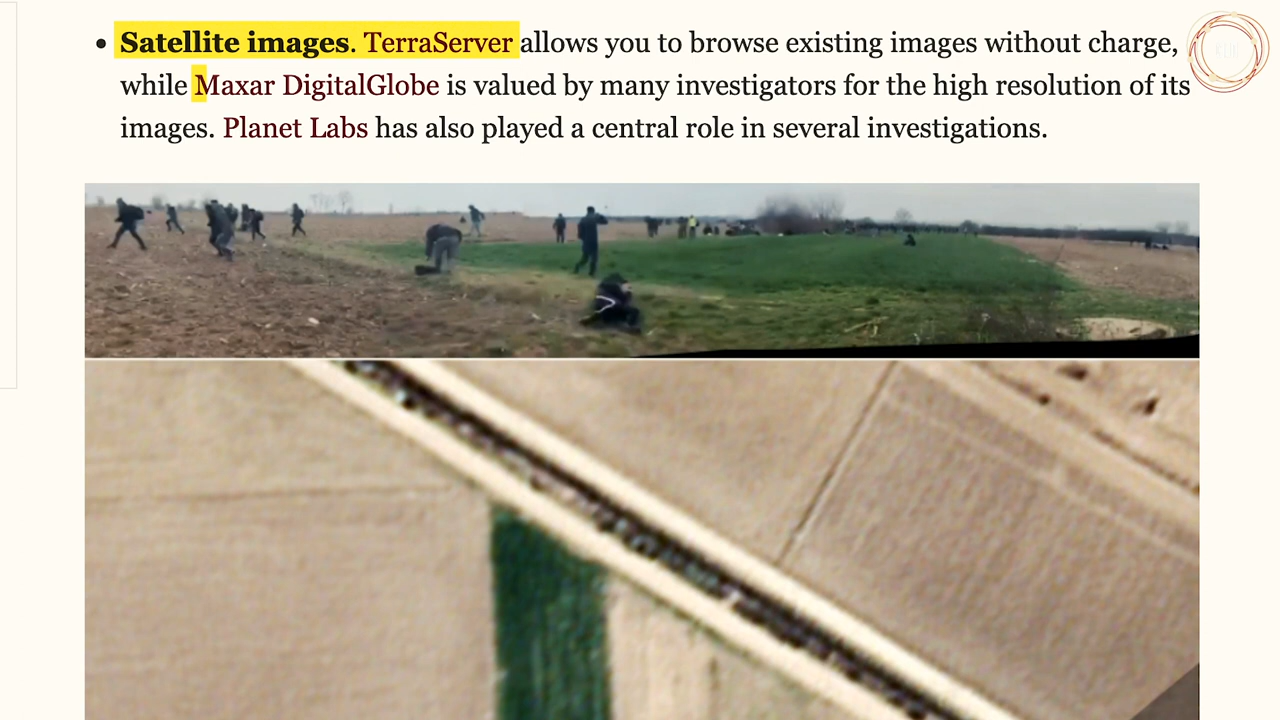 • Satellite images. TerraServer allows you to browse existing images without charge,
while Maxar DigitalGlobe is valued by many investigators for the high resolution of its
images. Planet Labs has also played a central role in several investigations.